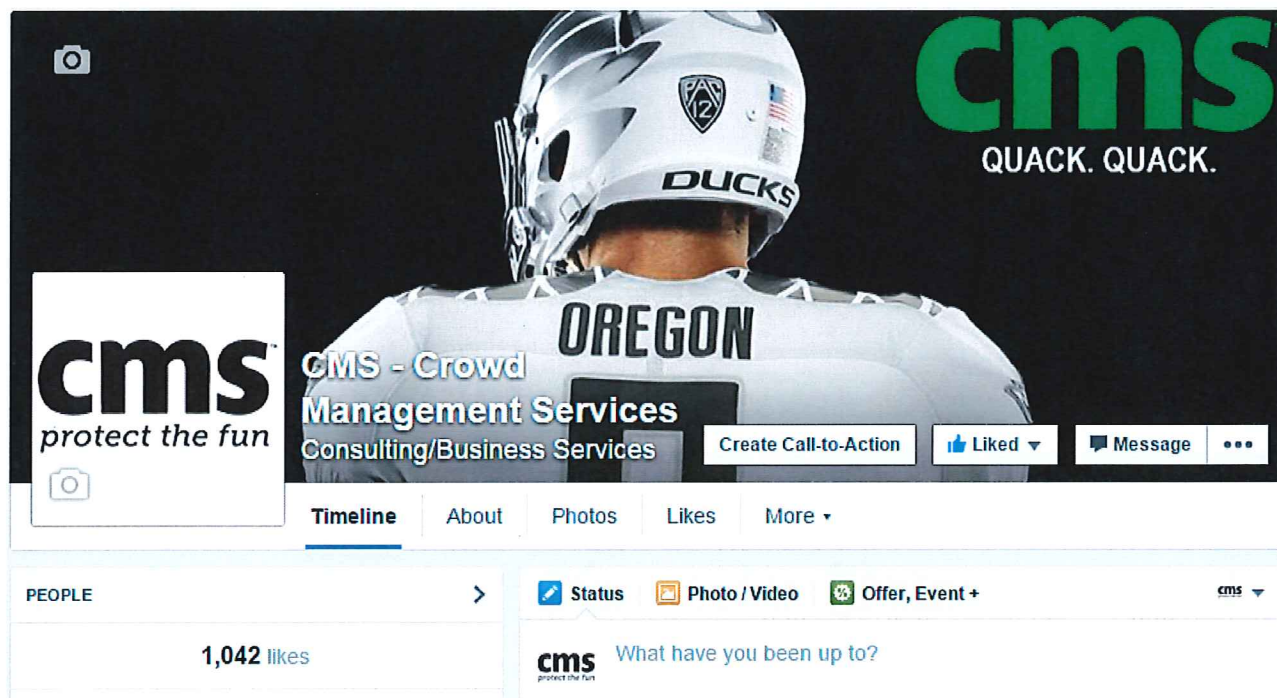 cms
QUACK. QUACK.
PAC
12
DUCKS
OREGON
cms
protect the fun
CMS - Crowd
Management Services
Consulting/Business Services
Create Call-to-Action
Liked
Message
Timeline
About
Photos
Likes
More
PEOPLE
1,042 likes
Status
Photo / Video
Offer, Event +
cms
cms
protect the fun
What have you been up to?